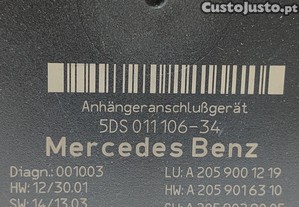 CustoJusto.pt
Anhängeranschlußgerät
5DS 011 106-34
Mercedes Benz
Diagn.: 001003 LU: A 205 900 12 19
HW: 12/30.01 HW: A 205 901 63 10
SW: 14/13.03